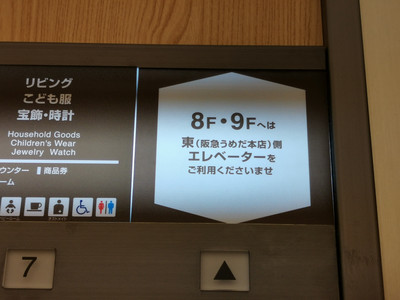 リビング
こども服
宝飾・時計
Household Goods
Children's Wear
Jewelry Watch
ウンター 商品券
ーム
8F・9Fへは
東(阪急うめだ本店)側
エレベーターを
ご利用くださいませ
7